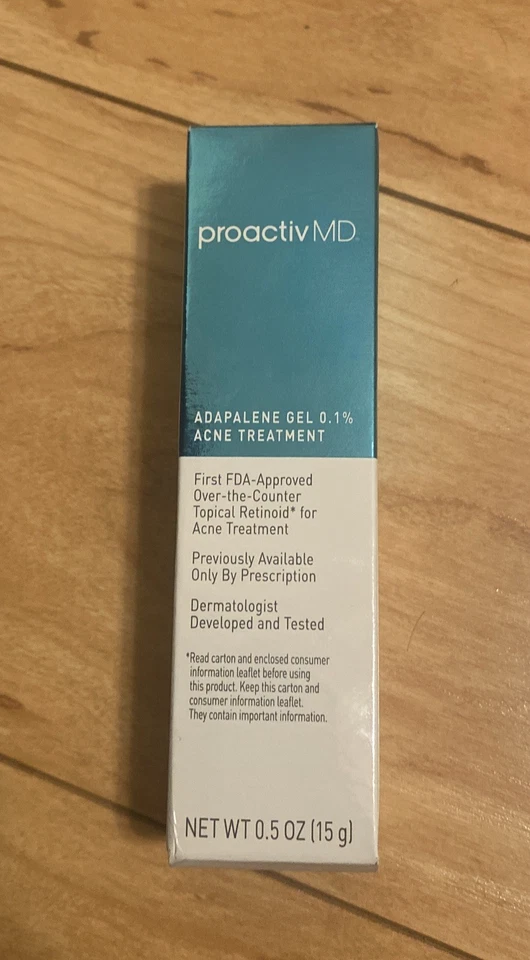 proactiv MD
ADAPALENE GEL 0.1%
ACNE TREATMENT
First FDA-Approved
Over-the-Counter
Topical Retinoid* for
Acne Treatment
Previously Available
Only By Prescription
Dermatologist
Developed and Tested
*Read carton and enclosed consumer
information leaflet before using
this product. Keep this carton and
consumer information leaflet.
They contain important information.
NET WT 0.5 OZ (15 g)